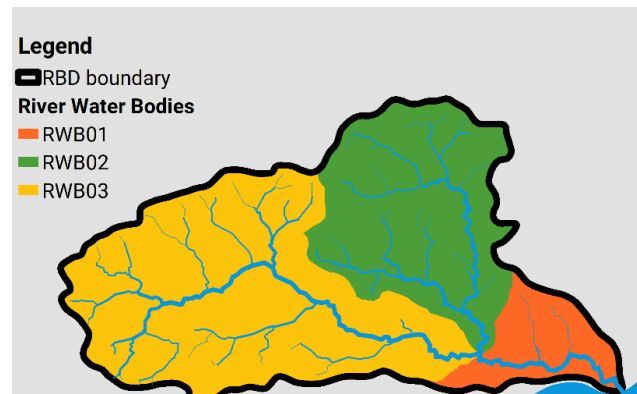 Legend
RBD boundary
River Water Bodies
RWB01
RWB02
RWB03